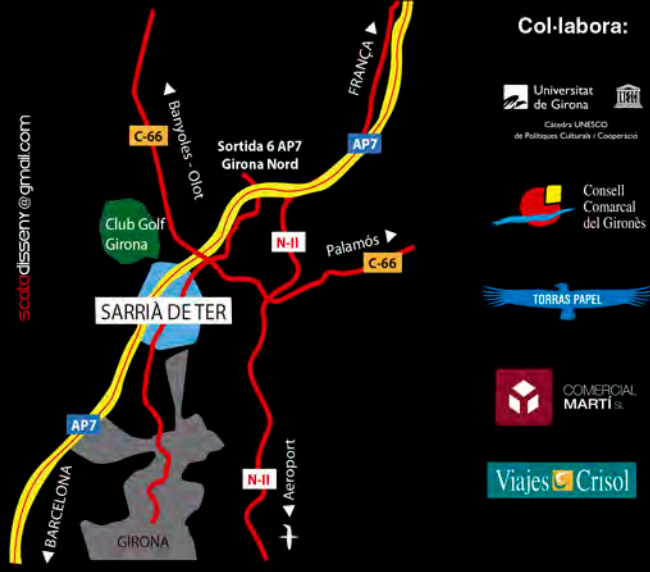 scatadisseny@gmail.com
FRANÇA
Banyoles - Olot
C-66
Sortida 6 AP7
Girona Nord
AP7
Club Golf
Girona
N-II
Palamós
C-66
SARRIÀ DE TER
AP7
BARCELONA
GIRONA
N-II
Aeroport
Col·labora:
Universitat
de Girona
Càtedra UNESCO
de Polítiques Culturals i Cooperació
Consell
Comarcal
del Gironès
TORRAS PAPEL
COMERCIAL
MARTÍ SL
Viajes Crisol